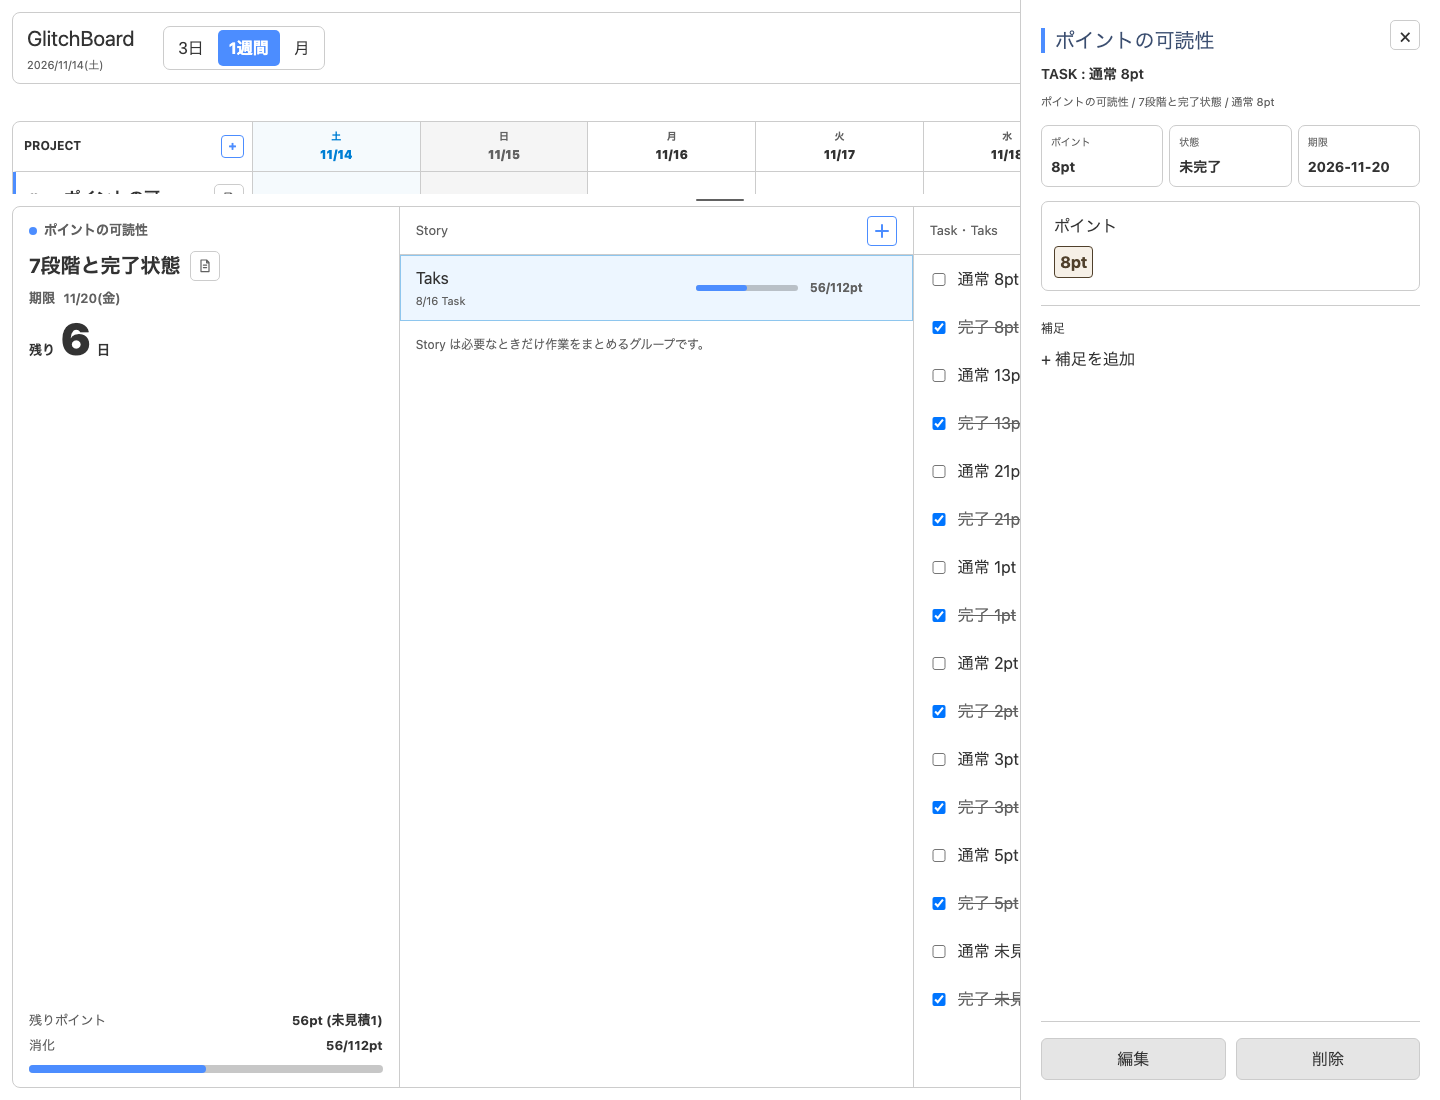 GlitchBoard
2026/11/14(土)
3日
1週間
月
PROJECT
+
土
11/14
日
11/15
月
11/16
火
11/17
水
ポイントの可読性
7段階と完了状態
期限 11/20(金)
残り 6 日
残りポイント 56pt (未見積1)
消化 56/112pt
Story
+
Taks
8/16 Task
56/112pt
Story は必要なときだけ作業をまとめるグループです。
Task・Taks
通常 8pt
完了 8pt
通常 13p
完了 13p
通常 21p
完了 21p
通常 1pt
完了 1pt
通常 2pt
完了 2pt
通常 3pt
完了 3pt
通常 5pt
完了 5pt
通常 未見
完了 未見
ポイントの可読性
×
TASK : 通常 8pt
ポイントの可読性 / 7段階と完了状態 / 通常 8pt
ポイント
8pt
状態
未完了
期限
2026-11-20
ポイント
8pt
補足
+ 補足を追加
編集
削除